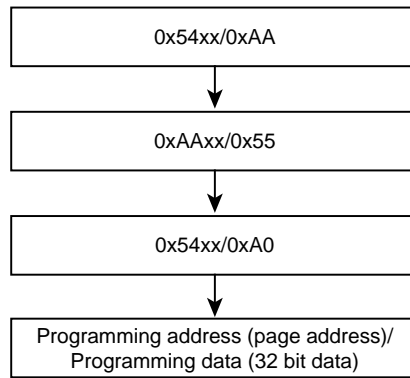 0x54xx/0xAA
0xAAxx/0x55
0x54xx/0xA0
Programming address (page address)/
Programming data (32 bit data)